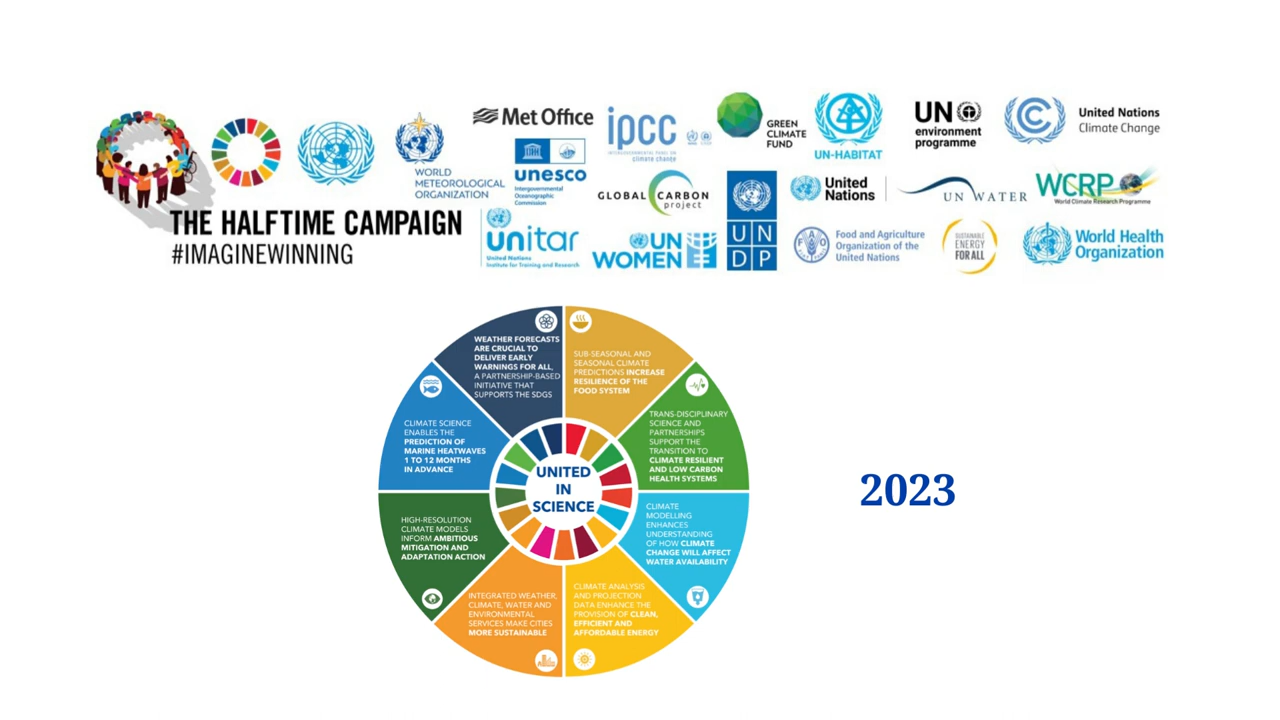 Met Office
ipcc
INTERGOVERNMENTAL PANEL ON
climate change
GREEN
CLIMATE
FUND
UN-HABITAT
UN
environment
programme
United Nations
Climate Change
WORLD
METEOROLOGICAL
ORGANIZATION
unesco
Intergovernmental
Oceanographic
Commission
GLOBAL CARBON
project
United
Nations
UN WATER
WCRP
World Climate Research Programme
THE HALFTIME CAMPAIGN
#IMAGINEWINNING
unitar
United Nations
Institute for Training and Research
UN
WOMEN
UN
DP
FAO
Food and Agriculture
Organization of the
United Nations
SUSTAINABLE
ENERGY
FOR ALL
World Health
Organization
WEATHER FORECASTS
ARE CRUCIAL TO
DELIVER EARLY
WARNINGS FOR ALL,
A PARTNERSHIP-BASED
INITIATIVE THAT
SUPPORTS THE SDGS
SUB-SEASONAL AND
SEASONAL CLIMATE
PREDICTIONS INCREASE
RESILIENCE OF THE
FOOD SYSTEM
TRANS-DISCIPLINARY
SCIENCE AND
PARTNERSHIPS
SUPPORT THE
TRANSITION TO
CLIMATE RESILIENT
AND LOW CARBON
HEALTH SYSTEMS
CLIMATE
MODELLING
ENHANCES
UNDERSTANDING
OF HOW CLIMATE
CHANGE WILL AFFECT
WATER AVAILABILITY
CLIMATE ANALYSIS
AND PROJECTION
DATA ENHANCE THE
PROVISION OF CLEAN,
EFFICIENT AND
AFFORDABLE ENERGY
INTEGRATED WEATHER,
CLIMATE, WATER AND
ENVIRONMENTAL
SERVICES MAKE CITIES
MORE SUSTAINABLE
HIGH-RESOLUTION
CLIMATE MODELS
INFORM AMBITIOUS
MITIGATION AND
ADAPTATION ACTION
CLIMATE SCIENCE
ENABLES THE
PREDICTION OF
MARINE HEATWAVES
1 TO 12 MONTHS
IN ADVANCE
UNITED
IN
SCIENCE
2023